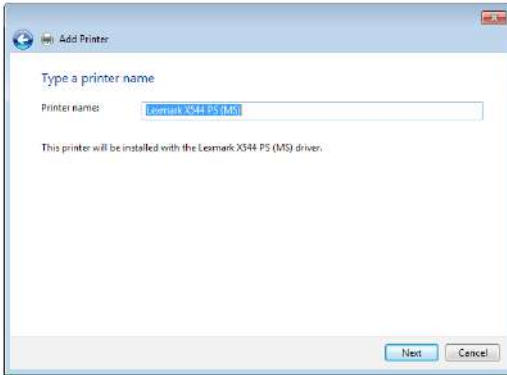 Add Printer
Type a printer name
Printer name:
Lexmark X544 PS (MS)
This printer will be installed with the Lexmark X544 PS (MS) driver.
Next
Cancel